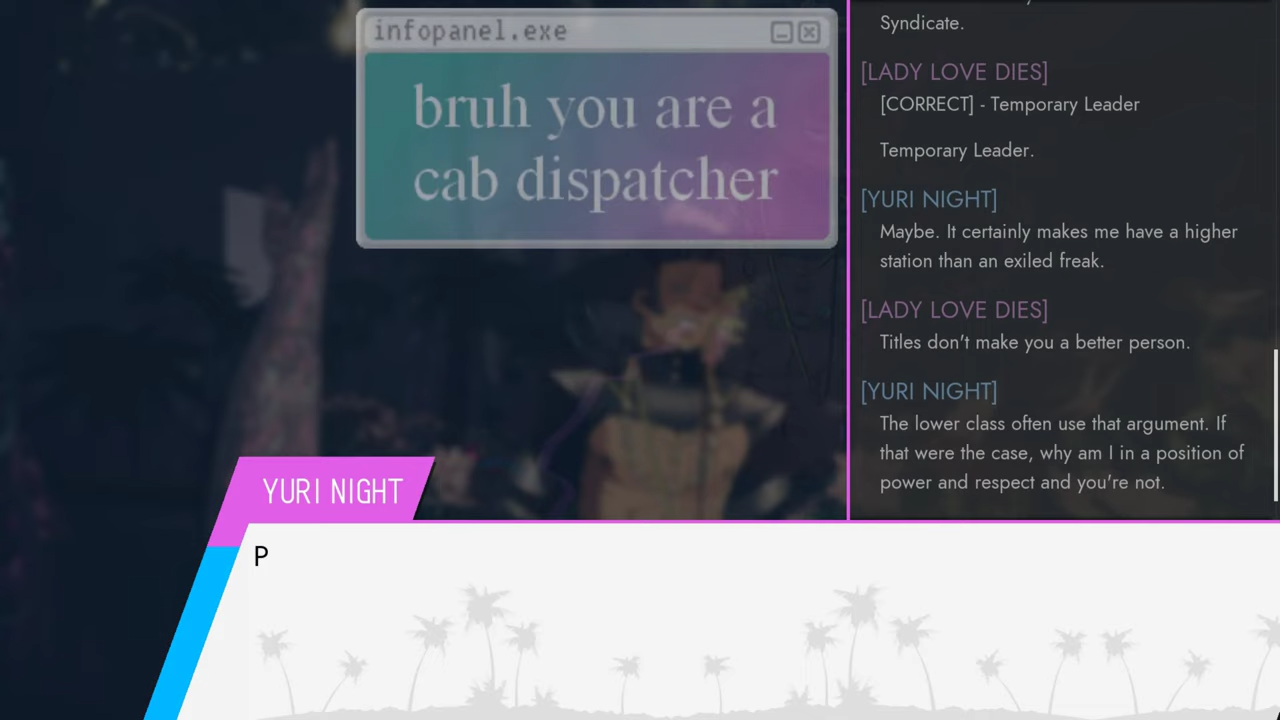 infopanel.exe
bruh you are a
cab dispatcher
Syndicate.
[LADY LOVE DIES]
[CORRECT] - Temporary Leader
Temporary Leader.
[YURI NIGHT]
Maybe. It certainly makes me have a higher
station than an exiled freak.
[LADY LOVE DIES]
Titles don't make you a better person.
[YURI NIGHT]
The lower class often use that argument. If
that were the case, why am I in a position of
power and respect and you're not.
YURI NIGHT
P